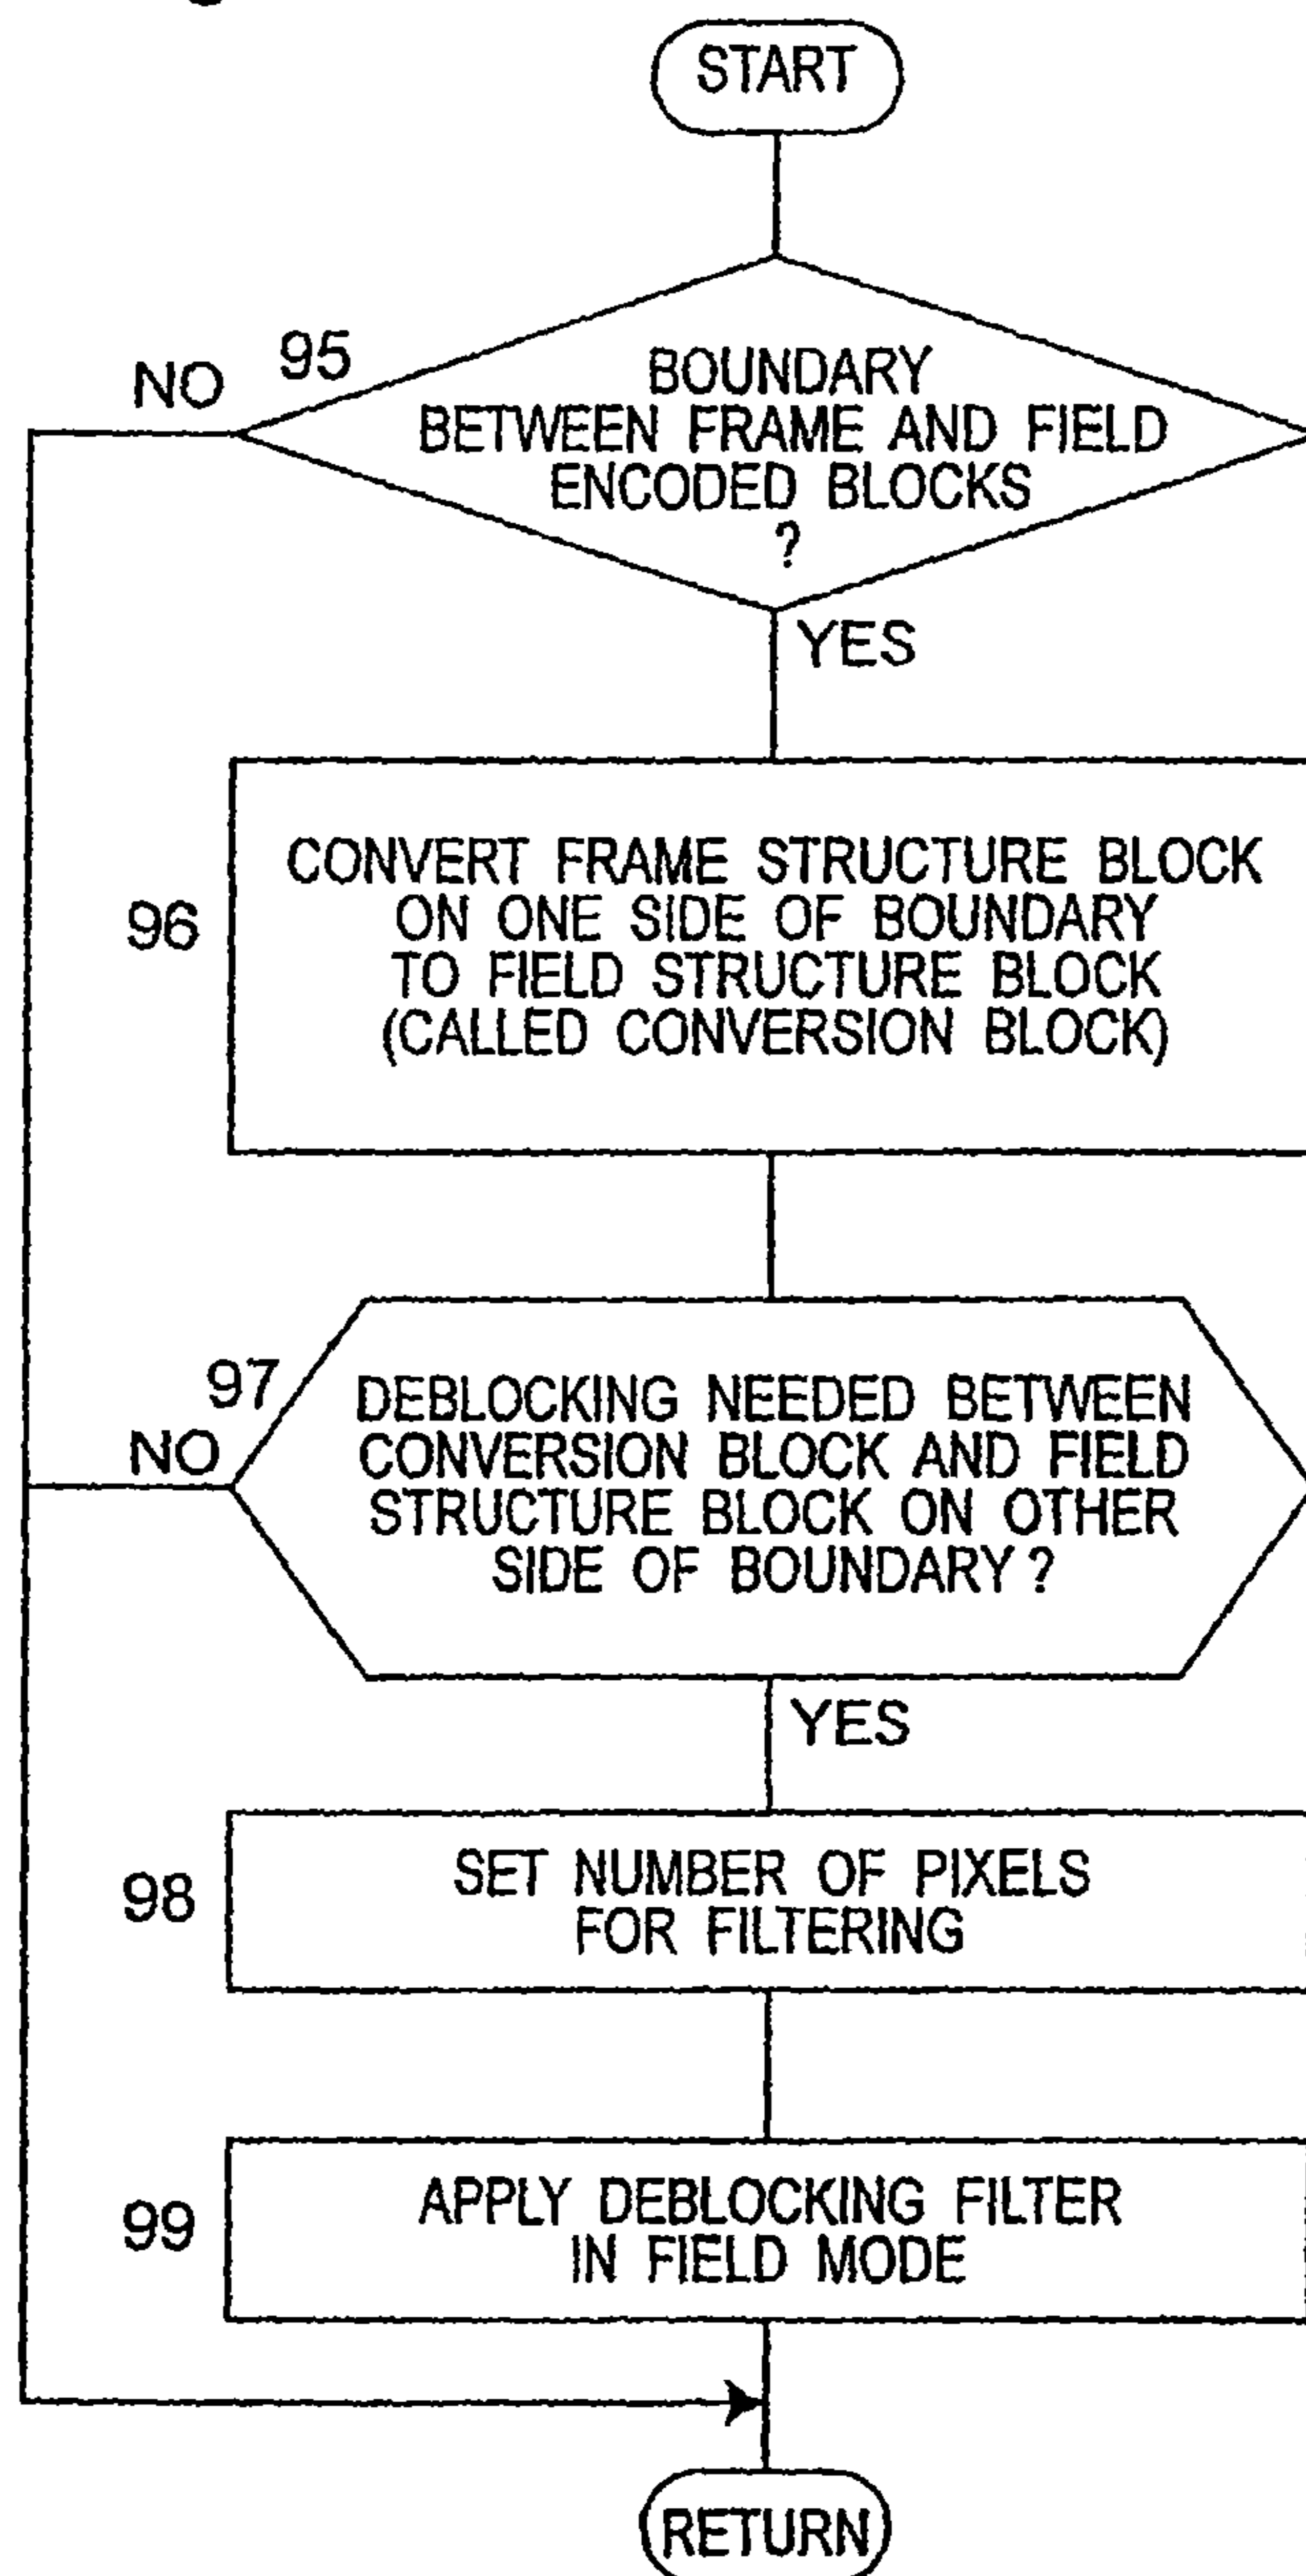 START
95
NO
BOUNDARY
BETWEEN FRAME AND FIELD
ENCODED BLOCKS
?
YES
96
CONVERT FRAME STRUCTURE BLOCK
ON ONE SIDE OF BOUNDARY
TO FIELD STRUCTURE BLOCK
(CALLED CONVERSION BLOCK)
97
NO
DEBLOCKING NEEDED BETWEEN
CONVERSION BLOCK AND FIELD
STRUCTURE BLOCK ON OTHER
SIDE OF BOUNDARY ?
YES
98
SET NUMBER OF PIXELS
FOR FILTERING
99
APPLY DEBLOCKING FILTER
IN FIELD MODE
RETURN